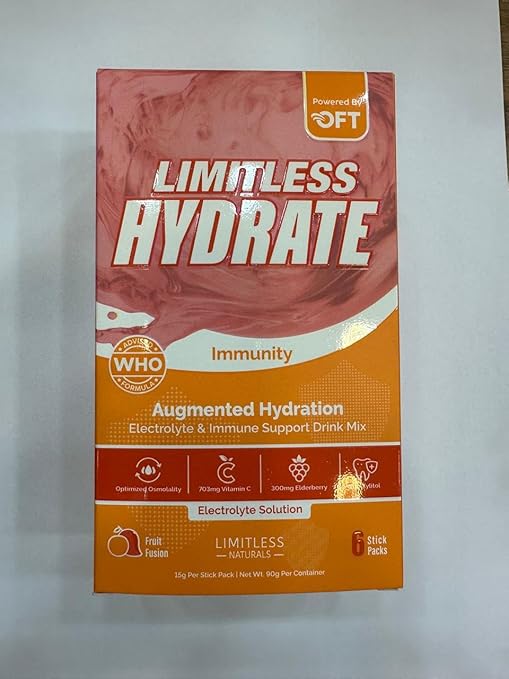 Powered By
OFT
LIMITLESS
HYDRATE
ADVISED
WHO
FORMULA
Immunity
Augmented Hydration
Electrolyte & Immune Support Drink Mix
Optimized Osmolality
703mg Vitamin C
300mg Elderberry
Electrolyte Solution
Fruit
Fusion
LIMITLESS
NATURALS
6 Stick
Packs
15g Per Stick Pack | Net Wt. 90g Per Container